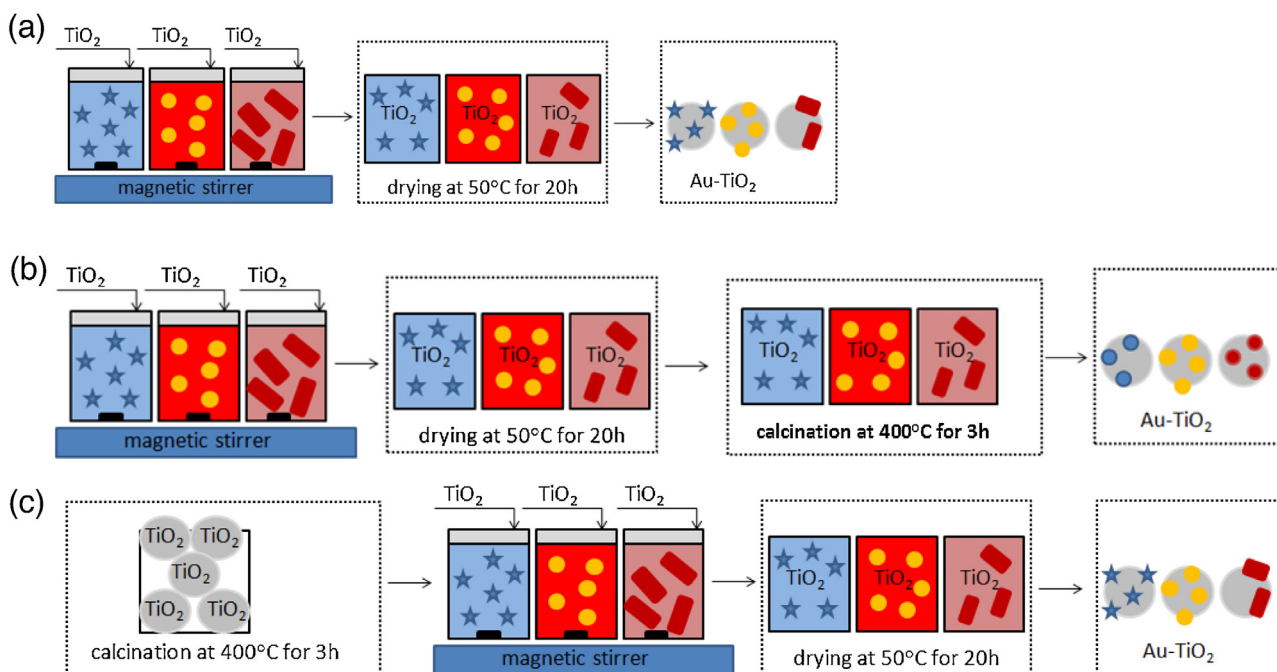 (a)
TiO₂
TiO₂
TiO₂
magnetic stirrer
TiO₂
TiO₂
TiO₂
drying at 50°C for 20h
Au-TiO₂
(b)
TiO₂
TiO₂
TiO₂
magnetic stirrer
TiO₂
TiO₂
TiO₂
drying at 50°C for 20h
TiO₂
TiO₂
TiO₂
calcination at 400°C for 3h
Au-TiO₂
(c)
TiO₂
TiO₂
TiO₂
TiO₂
TiO₂
calcination at 400°C for 3h
TiO₂
TiO₂
TiO₂
magnetic stirrer
TiO₂
TiO₂
TiO₂
drying at 50°C for 20h
Au-TiO₂